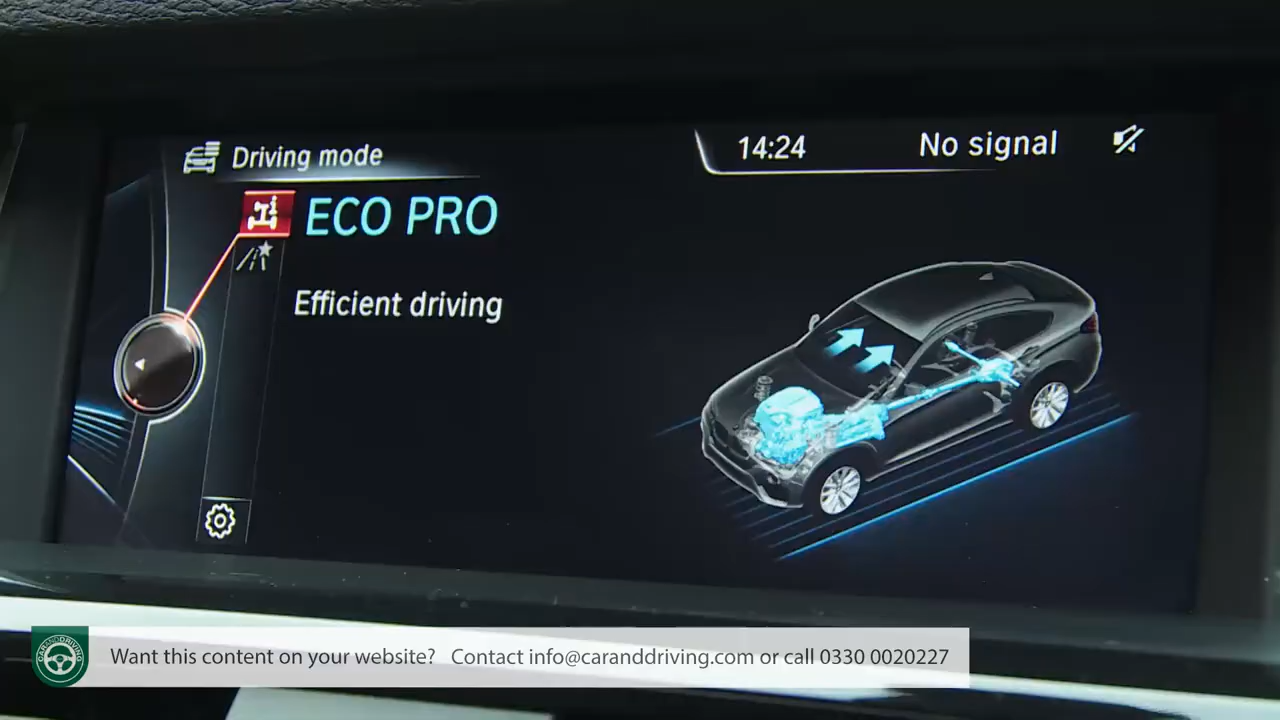 Driving mode
14:24
No signal
ECO PRO
Efficient driving
CARANDDRIVING
Want this content on your website? Contact info@caranddriving.com or call 0330 0020227